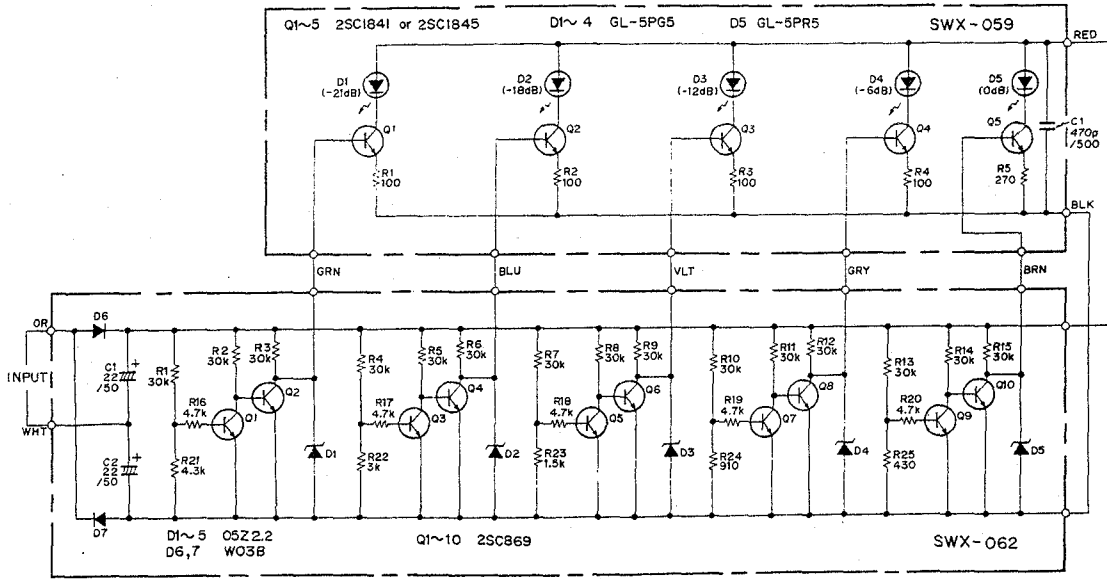 Q1~5 2SC1841 or 2SC1845 D1~4 GL-5PG5 D5 GL-5PR5 SWX-059
RED
D1
(-21dB)
D2
(-18dB)
D3
(-12dB)
D4
(-6dB)
D5
(0dB)
Q1
Q2
Q3
Q4
Q5
C1
470p
/500
R1
100
R2
100
R3
100
R4
100
R5
270
BLK
GRN
BLU
VLT
GRY
BRN
OR
D6
INPUT
WHT
C1
22
/50
C2
22
/50
D7
R1
30k
R2
30k
R3
30k
R16
4.7k
Q1
Q2
R21
4.3k
D1
R4
30k
R5
30k
R6
30k
R17
4.7k
Q3
Q4
R22
3k
D2
R7
30k
R8
30k
R9
30k
R18
4.7k
Q5
Q6
R23
1.5k
D3
R10
30k
R11
30k
R12
30k
R19
4.7k
Q7
Q8
R24
910
D4
R13
30k
R14
30k
R15
30k
R20
4.7k
Q9
Q10
R25
430
D5
D1~5 05Z2.2
D6,7 W03B
Q1~10 2SC869
SWX-062